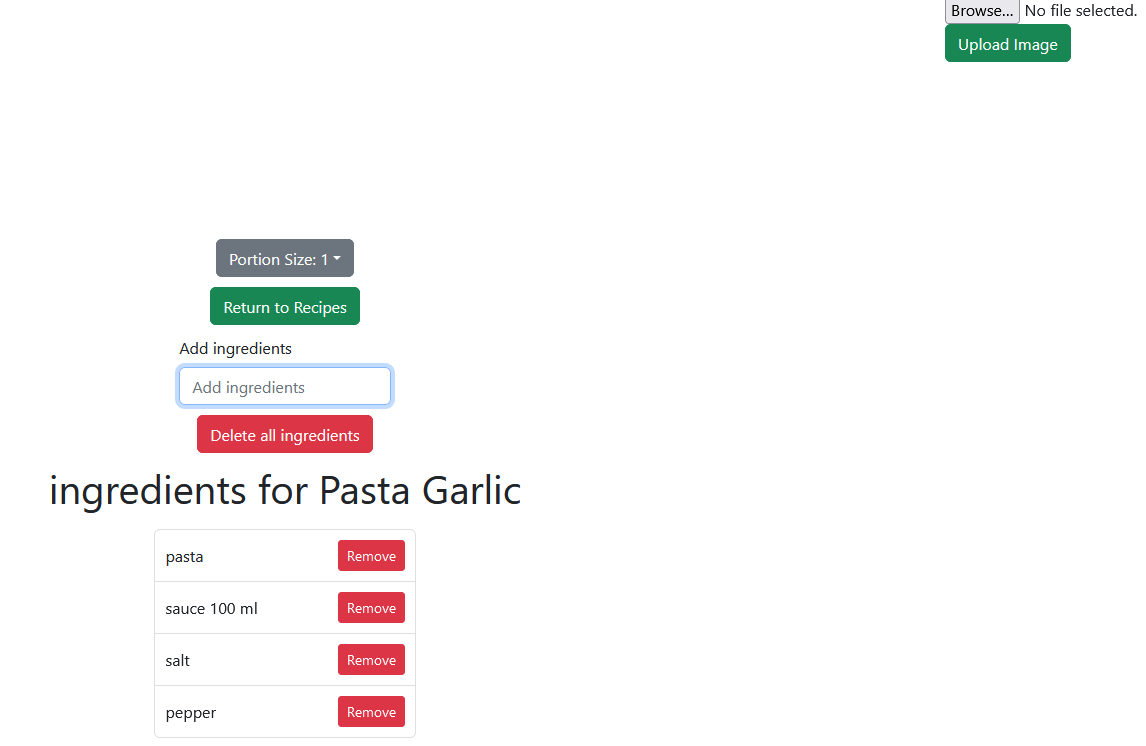 Browse... No file selected.
Upload Image
Portion Size: 1
Return to Recipes
Add ingredients
Add ingredients
Delete all ingredients
ingredients for Pasta Garlic
pasta Remove
sauce 100 ml Remove
salt Remove
pepper Remove